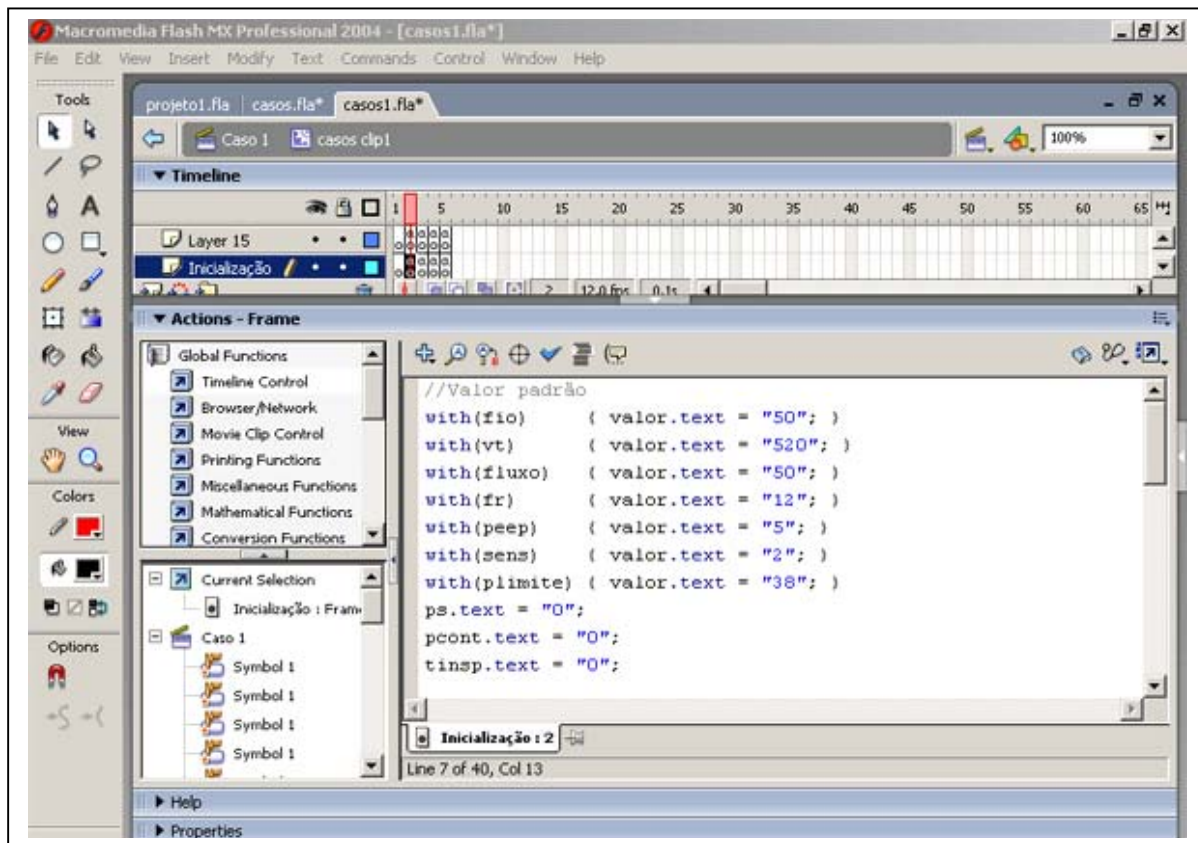 Macromedia Flash MX Professional 2004 - [casos1.fla*]
File Edit View Insert Modify Text Commands Control Window Help
Tools
View
Colors
Options
projeto1.fla casos.fla* casos1.fla*
Caso 1 casos clip1 100%
Timeline
1 5 10 15 20 25 30 35 40 45 50 55 60 65
Layer 15
Inicialização
2 12.0 fps 0.1s
Actions - Frame
Global Functions
Timeline Control
Browser/Network
Movie Clip Control
Printing Functions
Miscellaneous Functions
Mathematical Functions
Conversion Functions
Current Selection
Inicialização : Fram
Caso 1
Symbol 1
Symbol 1
Symbol 1
Symbol 1
//Valor padrão
with(fio) { valor.text = "50"; }
with(vt) { valor.text = "520"; }
with(fluxo) { valor.text = "50"; }
with(fr) { valor.text = "12"; }
with(peep) { valor.text = "5"; }
with(sens) { valor.text = "2"; }
with(plimite) { valor.text = "38"; }
ps.text = "0";
pcont.text = "0";
tinsp.text = "0";
Inicialização : 2
Line 7 of 40, Col 13
Help
Properties